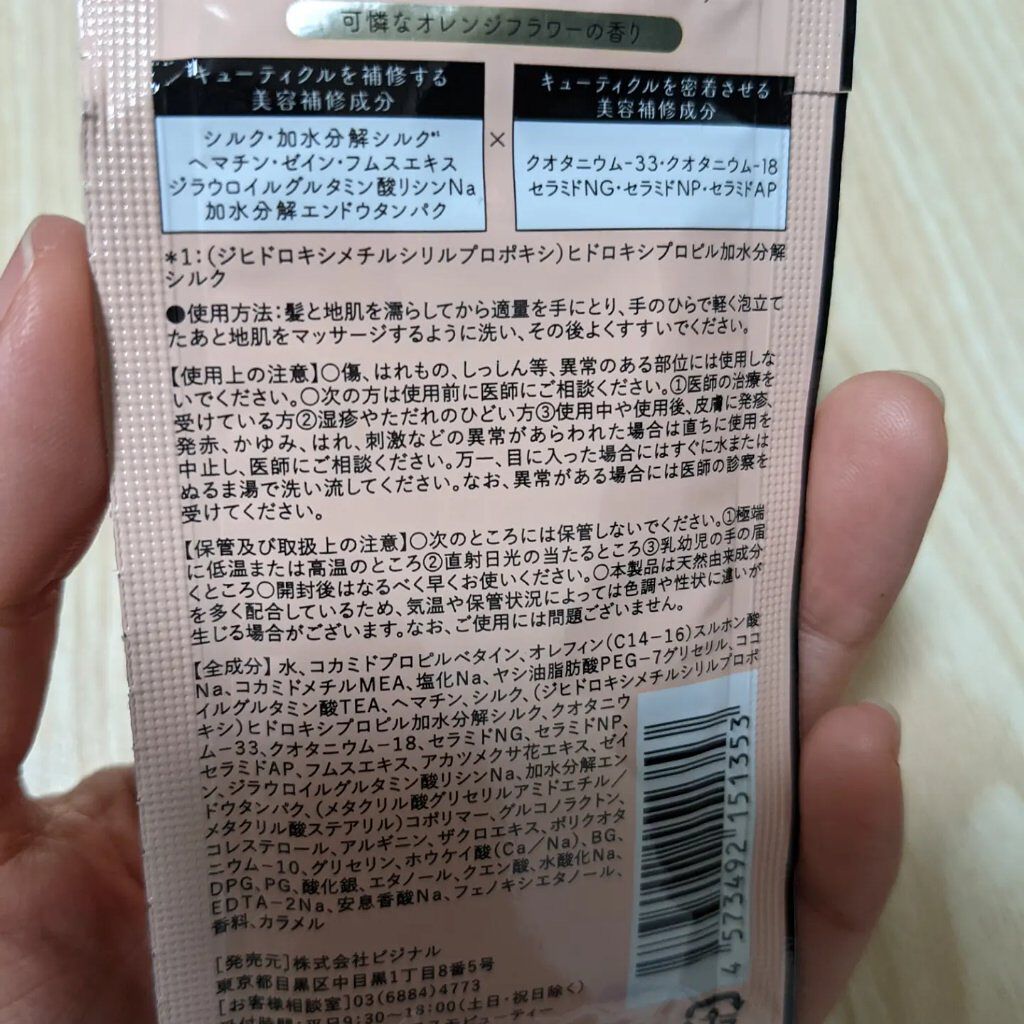 可憐なオレンジフラワーの香り
キューティクルを補修する
美容補修成分
シルク・加水分解シルク*
ヘマチン・ゼイン・フムスエキス
ジラウロイルグルタミン酸リシンNa
加水分解エンドウタンパク
×
キューティクルを密着させる
美容補修成分
クオタニウム-33・クオタニウム-18
セラミドNG・セラミドNP・セラミドAP
*1:(ジヒドロキシメチルシリルプロポキシ)ヒドロキシプロピル加水分解
シルク
●使用方法:髪と地肌を濡らしてから適量を手にとり、手のひらで軽く泡立て
たあと地肌をマッサージするように洗い、その後よくすすいでください。
【使用上の注意】○傷、はれもの、しっしん等、異常のある部位には使用しな
いでください。○次の方は使用前に医師にご相談ください。①医師の治療を
受けている方②湿疹やただれのひどい方③使用中や使用後、皮膚に発疹、
発赤、かゆみ、はれ、刺激などの異常があらわれた場合は直ちに使用を
中止し、医師にご相談ください。万一、目に入った場合にはすぐに水または
ぬるま湯で洗い流してください。なお、異常がある場合には医師の診察を
受けてください。
【保管及び取扱上の注意】○次のところには保管しないでください。①極端
に低温または高温のところ②直射日光の当たるところ③乳幼児の手の届
くところ○開封後はなるべく早くお使いください。○本製品は天然由来成分
を多く配合しているため、気温や保管状況によっては色調や性状に違いが
生じる場合がございます。なお、ご使用には問題ございません。
【全成分】水、コカミドプロピルベタイン、オレフィン(C14-16)スルホン酸
Na、コカミドメチルMEA、塩化Na、ヤシ油脂肪酸PEG-7グリセリル、ココ
イルグルタミン酸TEA、ヘマチン、シルク、(ジヒドロキシメチルシリルプロポ
キシ)ヒドロキシプロピル加水分解シルク、クオタニウ
ム-33、クオタニウム-18、セラミドNG、セラミドNP、
セラミドAP、フムスエキス、アカツメクサ花エキス、ゼイ
ン、ジラウロイルグルタミン酸リシンNa、加水分解エン
ドウタンパク、(メタクリル酸グリセリルアミドエチル/
メタクリル酸ステアリル)コポリマー、グルコノラクトン、
コレステロール、アルギニン、ザクロエキス、ポリクオタ
ニウム-10、グリセリン、ホウケイ酸(Ca/Na)、BG、
DPG、PG、酸化銀、エタノール、クエン酸、水酸化Na、
EDTA-2Na、安息香酸Na、フェノキシエタノール、
香料、カラメル
4 573492 151353
[発売元]株式会社ビジナル
東京都目黒区中目黒1丁目8番5号
[お客様相談室]03(6884)4773
受付時間:平日9:30～18:00(土日・祝日除く)